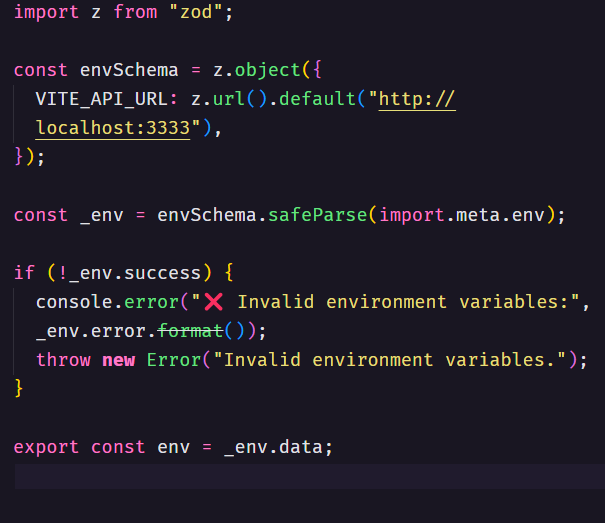 import z from "zod";
const envSchema = z.object({
VITE_API_URL: z.url().default("http://
localhost:3333"),
});
const _env = envSchema.safeParse(import.meta.env);
if (!_env.success) {
console.error("❌ Invalid environment variables:",
_env.error.format());
throw new Error("Invalid environment variables.");
}
export const env = _env.data;